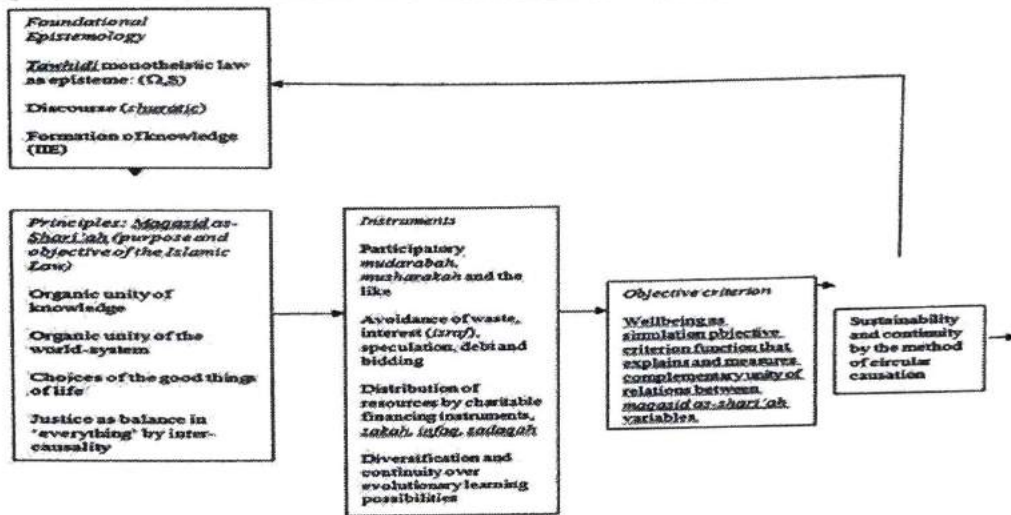 Foundational
Epistemology
Tawhidi monotheistic law
as episteme: (Ω,S)
Discourse (shuratic)
Formation of knowledge
(IIE)
Principles: Maqasid as-
Shari'ah (purpose and
objective of the Islamic
Law)
Organic unity of
knowledge
Organic unity of the
world-system
Choices of the good things
of life
Justice as balance in
'everything' by inter-
causality
Instruments
Participatory
mudarabah,
musharakah and the
like
Avoidance of waste,
interest (israf),
speculation, debt and
bidding
Distribution of
resources by charitable
financing instruments,
zakah, infaq, sadaqah
Diversification and
continuity over
evolutionary learning
possibilities
Objective criterion
Wellbeing as
simulation pbjective
criterion function that
explains and measures
complementary unity of
relations between
maqasid as-shari'ah
variables
Sustainability
and continuity
by the method
of circular
causation